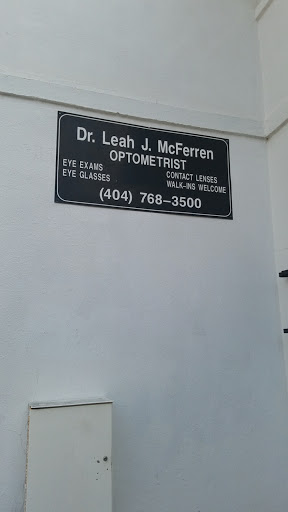 Dr. Leah J. McFerren
OPTOMETRIST
EYE EXAMS
EYE GLASSES
CONTACT LENSES
WALK-INS WELCOME
(404) 768-3500